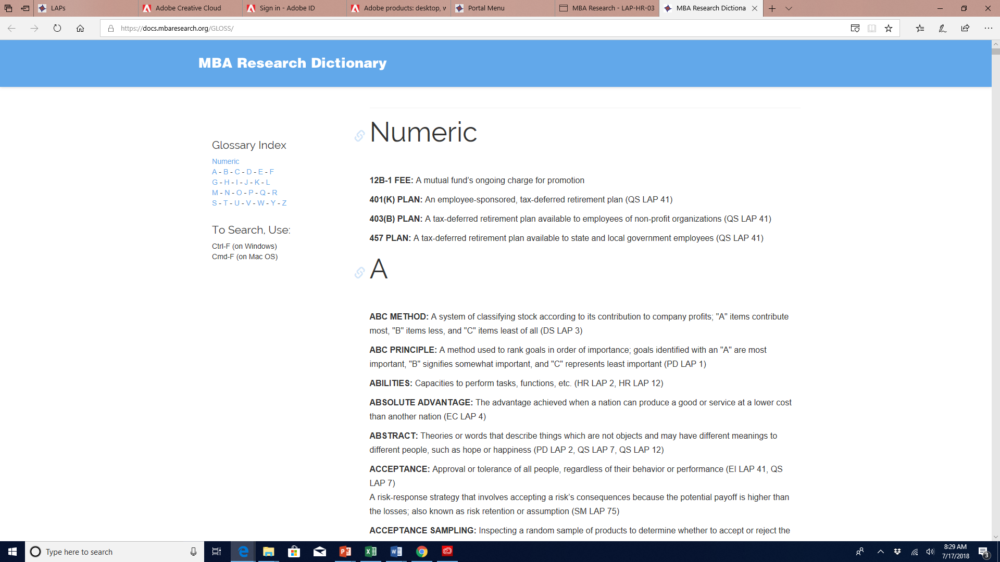 LAPs
Adobe Creative Cloud
Sign in - Adobe ID
Adobe products: desktop, w
Portal Menu
MBA Research - LAP-HR-03
MBA Research Dictiona
https://docs.mbaresearch.org/GLOSS/
MBA Research Dictionary
Glossary Index
Numeric
A - B - C - D - E - F
G - H - I - J - K - L
M - N - O - P - Q - R
S - T - U - V - W - Y - Z
To Search, Use:
Ctrl-F (on Windows)
Cmd-F (on Mac OS)
Numeric
12B-1 FEE: A mutual fund’s ongoing charge for promotion
401(K) PLAN: An employee-sponsored, tax-deferred retirement plan (QS LAP 41)
403(B) PLAN: A tax-deferred retirement plan available to employees of non-profit organizations (QS LAP 41)
457 PLAN: A tax-deferred retirement plan available to state and local government employees (QS LAP 41)
A
ABC METHOD: A system of classifying stock according to its contribution to company profits; "A" items contribute
most, "B" items less, and "C" items least of all (DS LAP 3)
ABC PRINCIPLE: A method used to rank goals in order of importance; goals identified with an "A" are most
important, "B" signifies somewhat important, and "C" represents least important (PD LAP 1)
ABILITIES: Capacities to perform tasks, functions, etc. (HR LAP 2, HR LAP 12)
ABSOLUTE ADVANTAGE: The advantage achieved when a nation can produce a good or service at a lower cost
than another nation (EC LAP 4)
ABSTRACT: Theories or words that describe things which are not objects and may have different meanings to
different people, such as hope or happiness (PD LAP 2, QS LAP 7, QS LAP 12)
ACCEPTANCE: Approval or tolerance of all people, regardless of their behavior or performance (EI LAP 41, QS
LAP 7)
A risk-response strategy that involves accepting a risk’s consequences because the potential payoff is higher than
the losses; also known as risk retention or assumption (SM LAP 75)
ACCEPTANCE SAMPLING: Inspecting a random sample of products to determine whether to accept or reject the
Type here to search
8:29 AM
7/17/2018
3